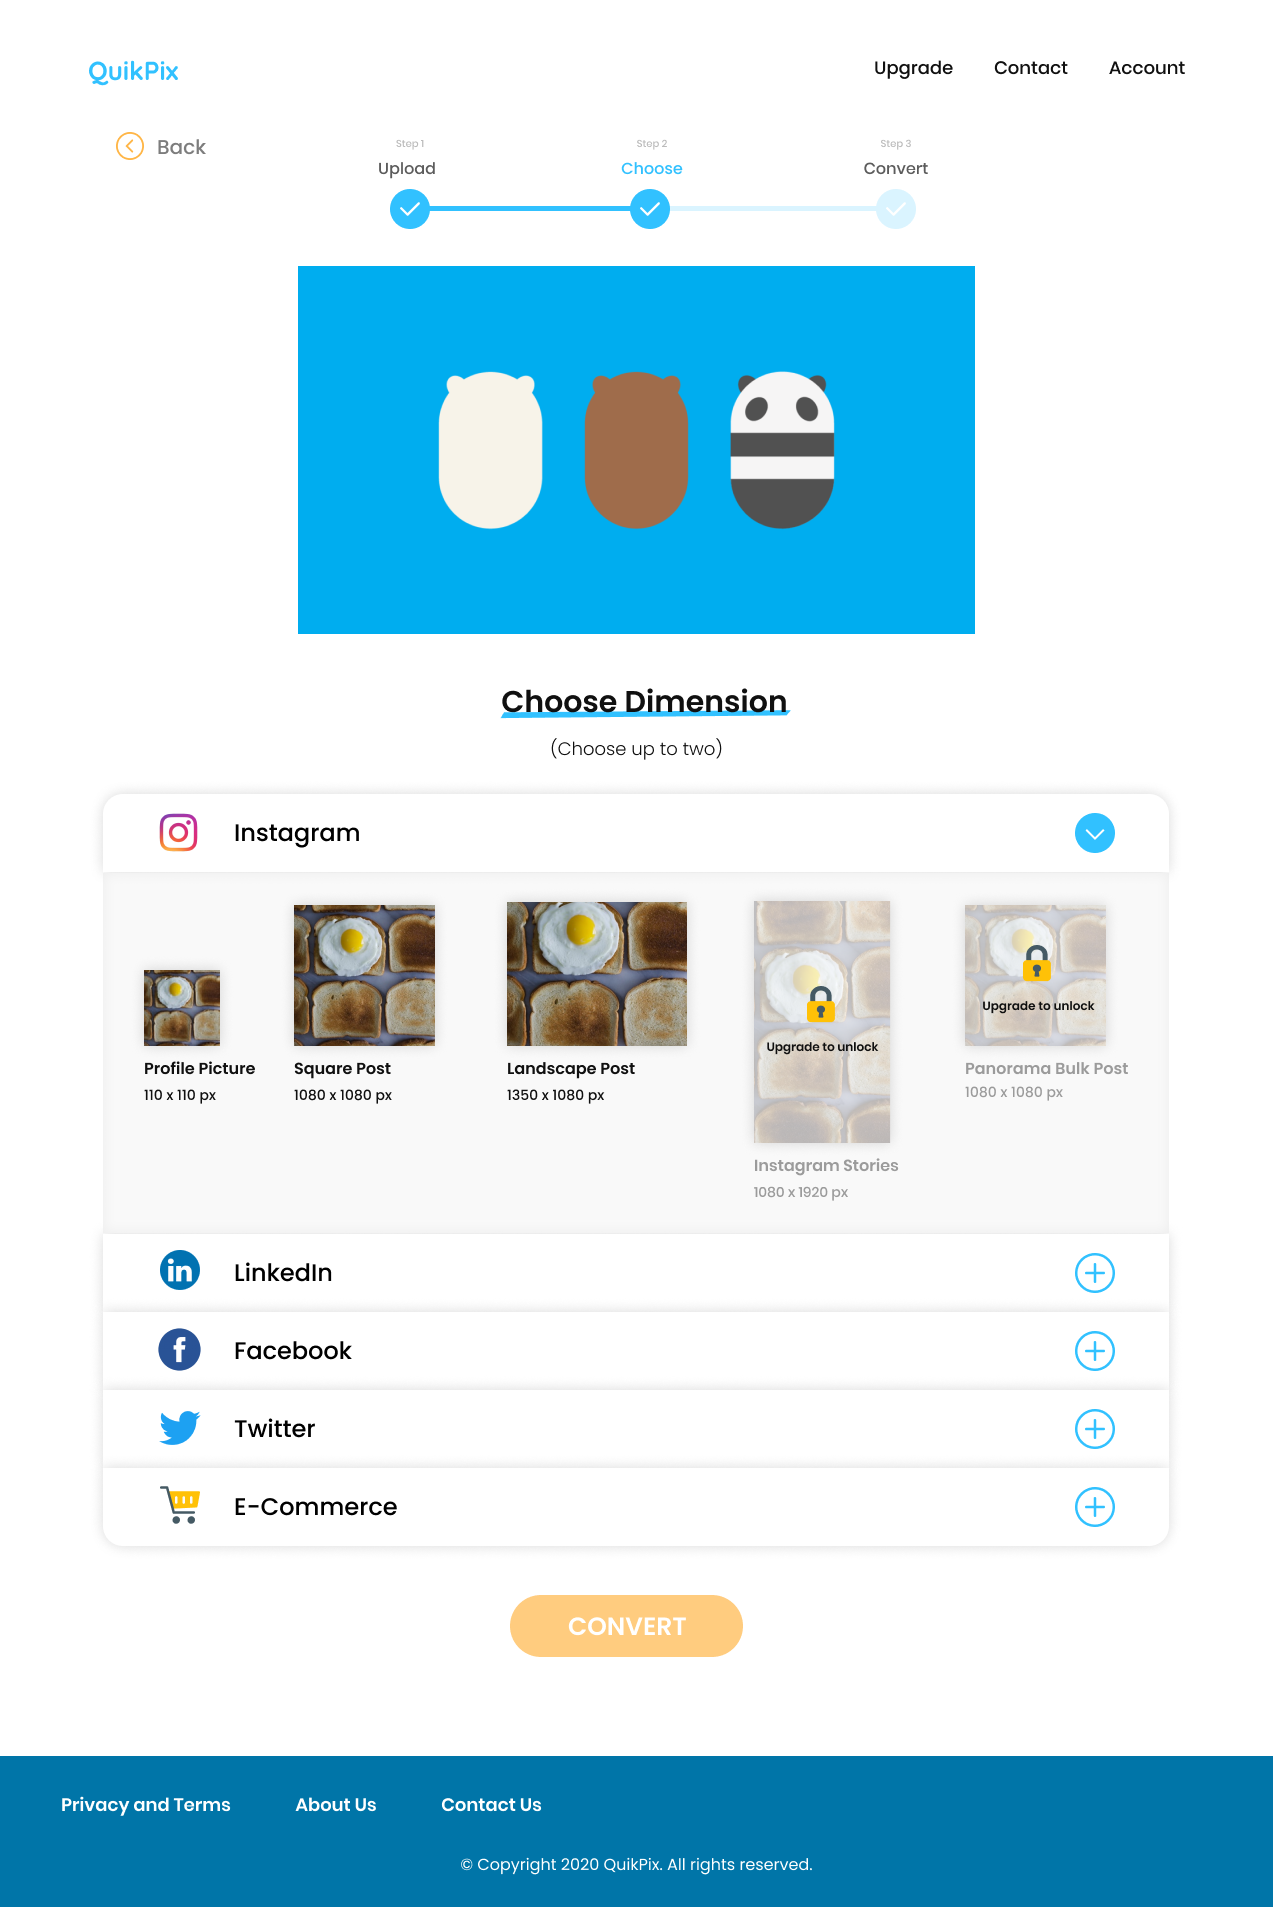 QuikPix
Upgrade
Contact
Account
Back
Step 1
Upload
Step 2
Choose
Step 3
Convert
Choose Dimension
(Choose up to two)
Instagram
Profile Picture
110 x 110 px
Square Post
1080 x 1080 px
Landscape Post
1350 x 1080 px
Upgrade to unlock
Instagram Stories
1080 x 1920 px
Upgrade to unlock
Panorama Bulk Post
1080 x 1080 px
in
LinkedIn
f
Facebook
Twitter
E-Commerce
CONVERT
Privacy and Terms
About Us
Contact Us
© Copyright 2020 QuikPix. All rights reserved.